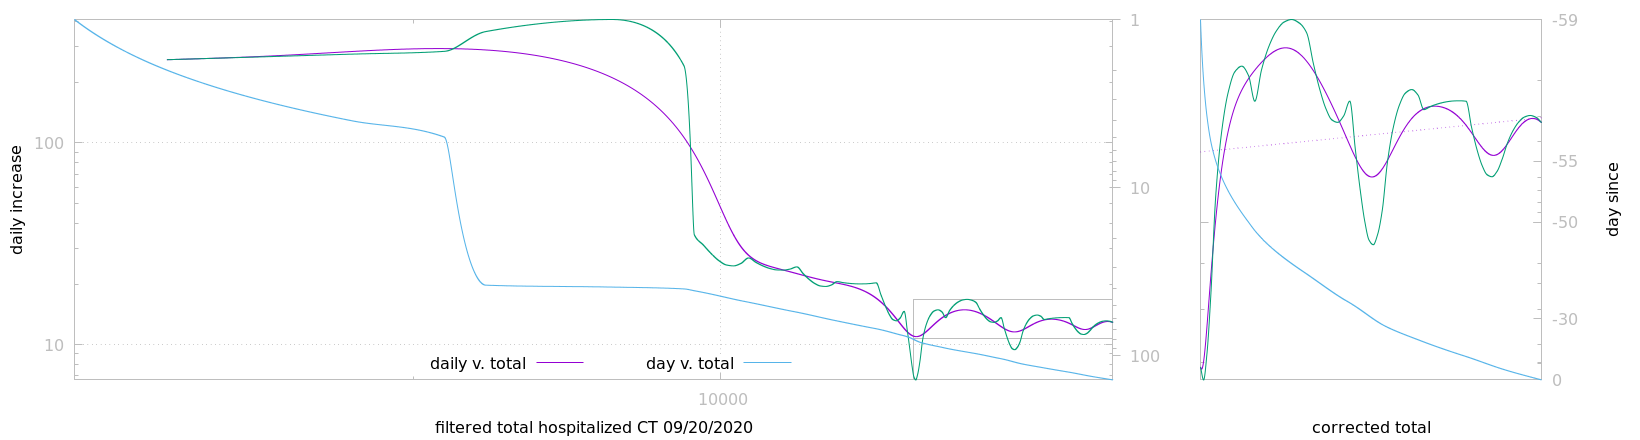 daily increase
100
10
daily v. total
day v. total
10000
filtered total hospitalized CT 09/20/2020
1
10
100
-59
-55
-50
-30
0
day since
corrected total